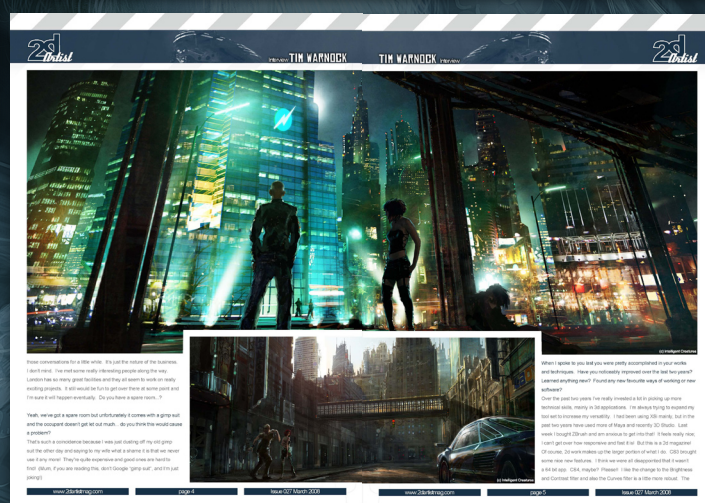 2d Artist
interview TIM WARNOCK
TIM WARNOCK interview
2d Artist
(c) Intelligent Creatures
those conversations for a little while. It's just the nature of the business.
I don't mind. I've met some really interesting people along the way.
London has so many great facilities and they all seem to work on really
exciting projects. It still would be fun to get over there at some point and
I'm sure it will happen eventually. Do you have a spare room..?
Yeah, we've got a spare room but unfortunately it comes with a gimp suit
and the occupant doesn't get let out much... do you think this would cause
a problem?
That's such a coincidence because I was just dusting off my old gimp
suit the other day and saying to my wife what a shame it is that we never
use it any more! They're quite expensive and good ones are hard to
find! (Mum, if you are reading this, don't Google "gimp suit", and I'm just
joking!)
(c) Intelligent Creatures
When I spoke to you last you were pretty accomplished in your works
and techniques. Have you noticeably improved over the last two years?
Learned anything new? Found any new favourite ways of working or new
software?
Over the past two years I've really invested a lot in picking up more
technical skills, mainly in 3d applications. I'm always trying to expand my
tool set to increase my versatility. I had been using XSI mainly, but in the
past two years have used more of Maya and recently 3D Studio. Last
week I bought ZBrush and am anxious to get into that! It feels really nice;
I can't get over how responsive and fast it is! But this is a 2d magazine!
Of course, 2d work makes up the larger portion of what I do. CS3 brought
some nice new features. I think we were all disappointed that it wasn't
a 64 bit app. CS4, maybe? Please? I like the change to the Brightness
and Contrast filter and also the Curves filter is a little more robust. The
www.2dartistmag.com
page 4
Issue 027 March 2008
www.2dartistmag.com
page 5
Issue 027 March 2008